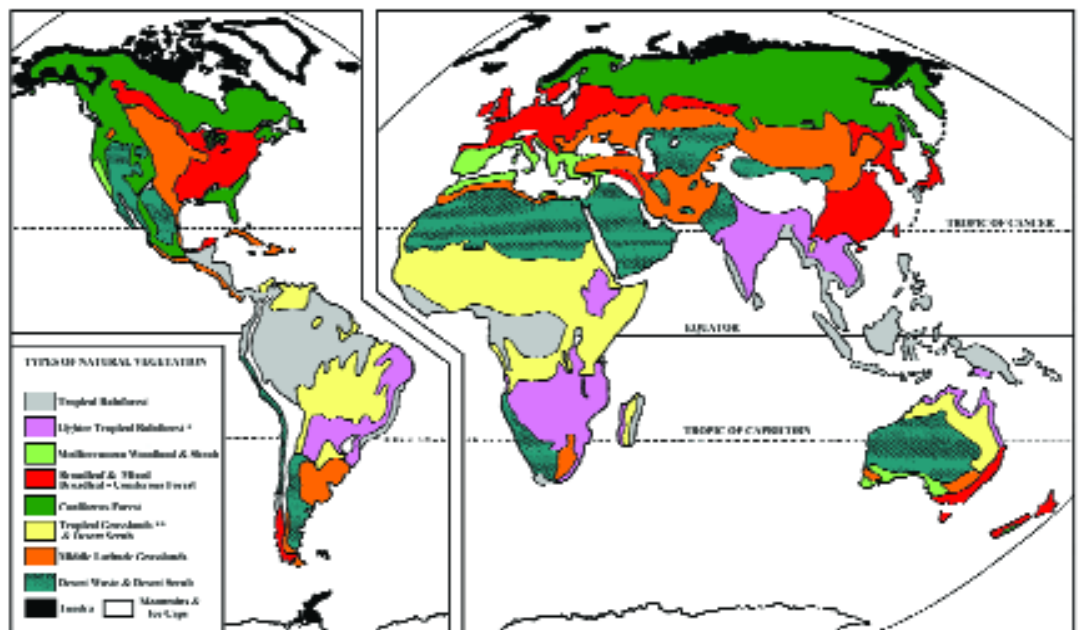 TROPIC OF CANCER
EQUATOR
TYPES OF NATURAL VEGETATION
Tropical Rainforest
Lighter Tropical Rainforest *
Mediterranean Woodland & Shrub
TROPIC OF CAPRICORN
Broadleaf & Mixed
Broadleaf - Coniferous Forest
Coniferous Forest
Tropical Grasslands **
& Desert Scrub
Middle Latitude Grasslands
Desert Waste & Desert Scrub
Tundra
Mountains &
Ice Caps